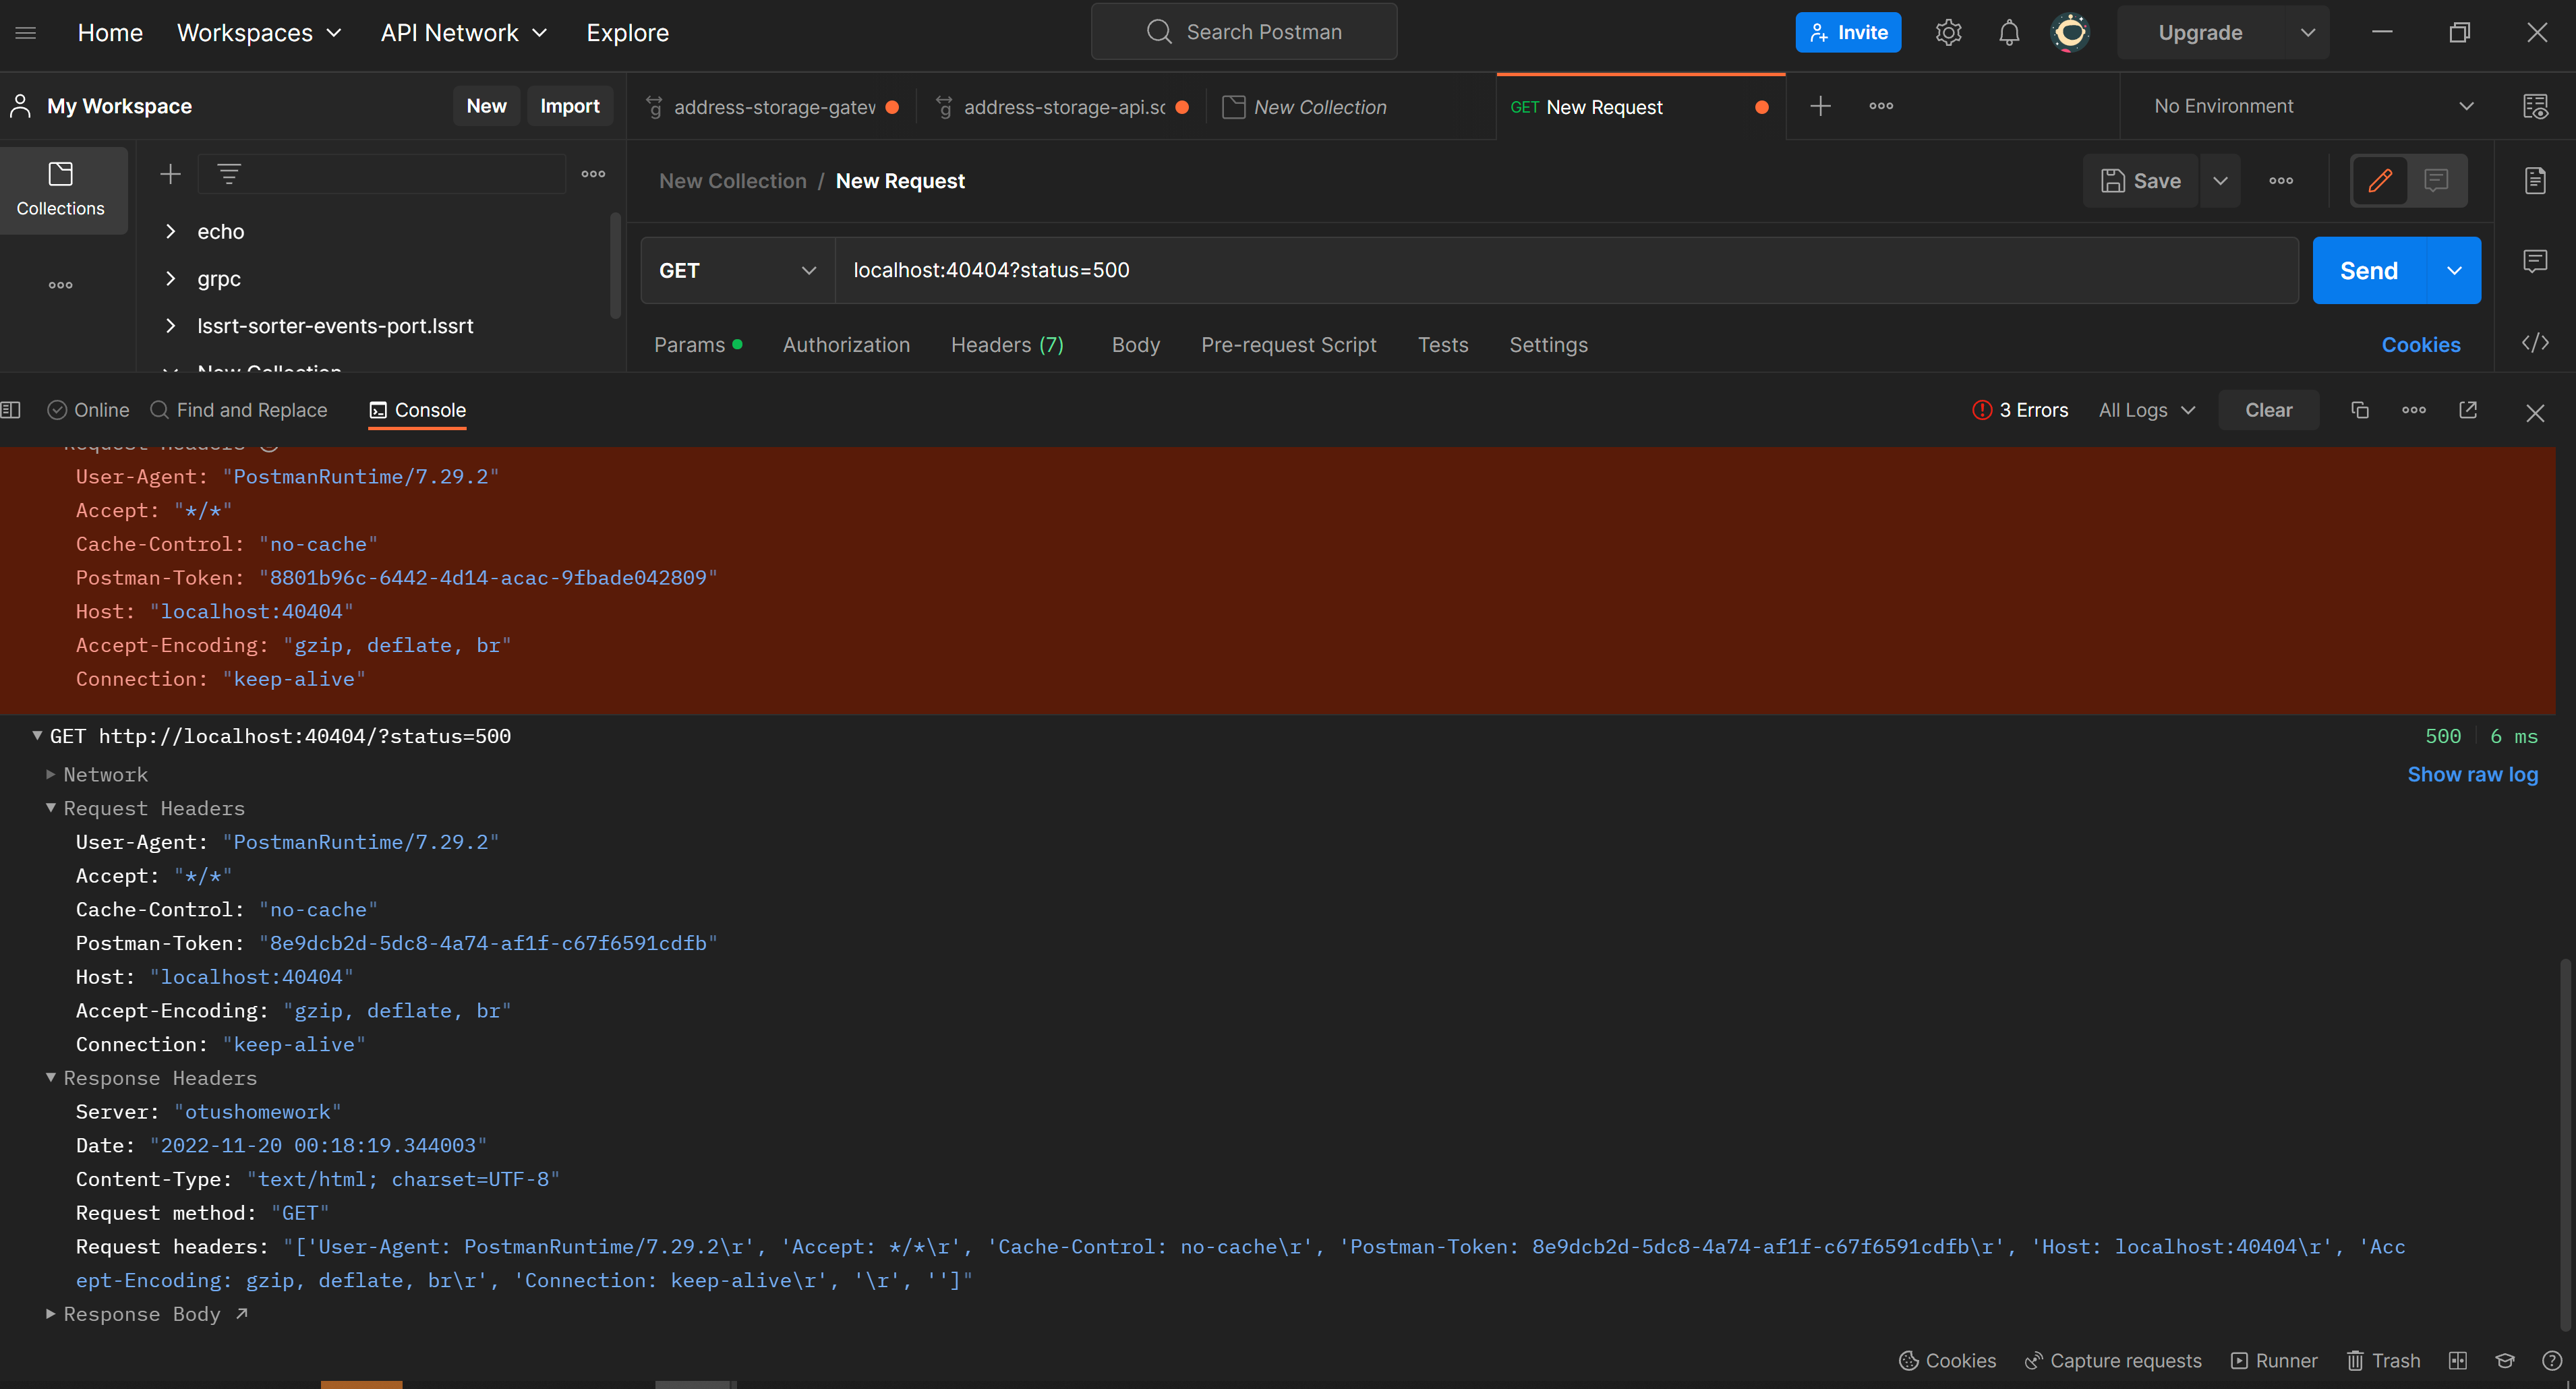 Home Workspaces API Network Explore Search Postman Invite Upgrade
My Workspace New Import address-storage-gatew address-storage-api.sc New Collection GET New Request No Environment
Collections
echo
grpc
lssrt-sorter-events-port.lssrt
New Collection
New Collection / New Request Save
GET localhost:40404?status=500 Send
Params Authorization Headers (7) Body Pre-request Script Tests Settings Cookies
Online Find and Replace Console 3 Errors All Logs Clear
Request Headers
User-Agent: "PostmanRuntime/7.29.2"
Accept: "*/*"
Cache-Control: "no-cache"
Postman-Token: "8801b96c-6442-4d14-acac-9fbade042809"
Host: "localhost:40404"
Accept-Encoding: "gzip, deflate, br"
Connection: "keep-alive"
GET http://localhost:40404/?status=500 500 6 ms
Network Show raw log
Request Headers
User-Agent: "PostmanRuntime/7.29.2"
Accept: "*/*"
Cache-Control: "no-cache"
Postman-Token: "8e9dcb2d-5dc8-4a74-af1f-c67f6591cdfb"
Host: "localhost:40404"
Accept-Encoding: "gzip, deflate, br"
Connection: "keep-alive"
Response Headers
Server: "otushomework"
Date: "2022-11-20 00:18:19.344003"
Content-Type: "text/html; charset=UTF-8"
Request method: "GET"
Request headers: "['User-Agent: PostmanRuntime/7.29.2\r', 'Accept: */*\r', 'Cache-Control: no-cache\r', 'Postman-Token: 8e9dcb2d-5dc8-4a74-af1f-c67f6591cdfb\r', 'Host: localhost:40404\r', 'Acc
ept-Encoding: gzip, deflate, br\r', 'Connection: keep-alive\r', '\r', '']"
Response Body
Cookies Capture requests Runner Trash